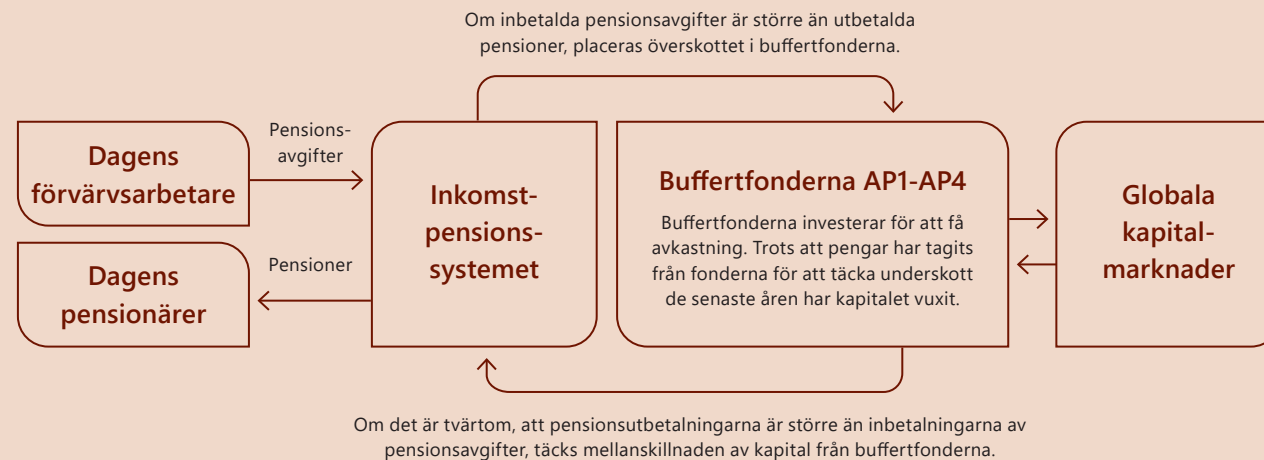 Om inbetalda pensionsavgifter är större än utbetalda
pensioner, placeras överskottet i buffertfonderna.
Dagens
förvärvsarbetare
Pensions-
avgifter
Dagens
pensionärer
Pensioner
Inkomst-
pensions-
systemet
Buffertfonderna AP1-AP4
Buffertfonderna investerar för att få
avkastning. Trots att pengar har tagits
från fonderna för att täcka underskott
de senaste åren har kapitalet vuxit.
Globala
kapital-
marknader
Om det är tvärtom, att pensionsutbetalningarna är större än inbetalningarna av
pensionsavgifter, täcks mellanskillnaden av kapital från buffertfonderna.